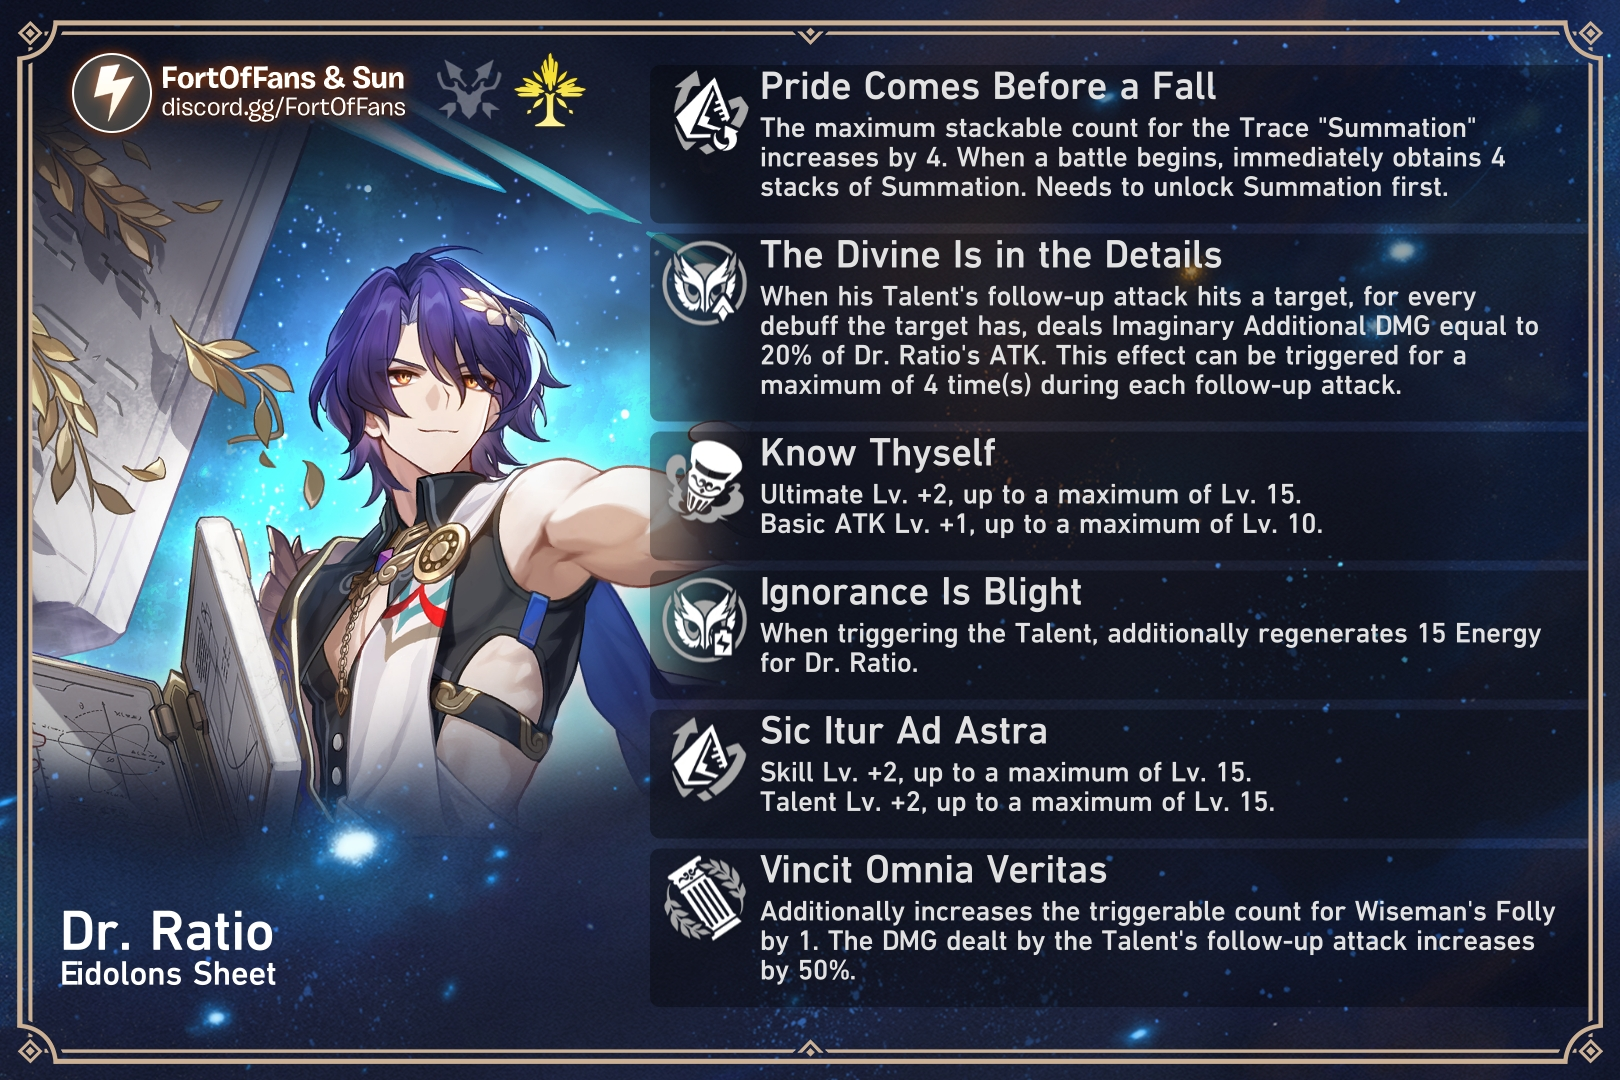 FortOfFans & Sun
discord.gg/FortOfFans
Pride Comes Before a Fall
The maximum stackable count for the Trace "Summation"
increases by 4. When a battle begins, immediately obtains 4
stacks of Summation. Needs to unlock Summation first.
The Divine Is in the Details
When his Talent's follow-up attack hits a target, for every
debuff the target has, deals Imaginary Additional DMG equal to
20% of Dr. Ratio's ATK. This effect can be triggered for a
maximum of 4 time(s) during each follow-up attack.
Know Thyself
Ultimate Lv. +2, up to a maximum of Lv. 15.
Basic ATK Lv. +1, up to a maximum of Lv. 10.
Ignorance Is Blight
When triggering the Talent, additionally regenerates 15 Energy
for Dr. Ratio.
Sic Itur Ad Astra
Skill Lv. +2, up to a maximum of Lv. 15.
Talent Lv. +2, up to a maximum of Lv. 15.
Vincit Omnia Veritas
Additionally increases the triggerable count for Wiseman's Folly
by 1. The DMG dealt by the Talent's follow-up attack increases
by 50%.
Dr. Ratio
Eidolons Sheet